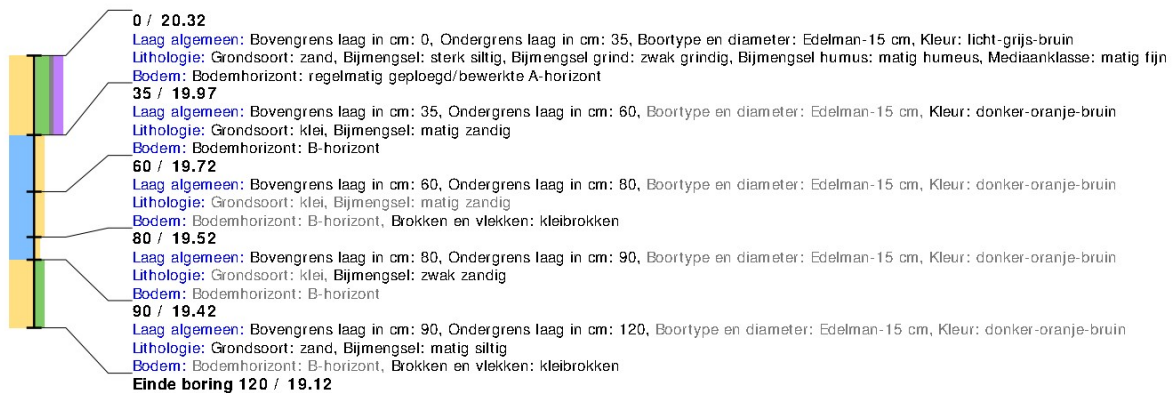 0 / 20.32
Laag algemeen: Bovengrens laag in cm: 0, Ondergrens laag in cm: 35, Boortype en diameter: Edelman-15 cm, Kleur: licht-grijs-bruin
Lithologie: Grondsoort: zand, Bijmengsel: sterk siltig, Bijmengsel grind: zwak grindig, Bijmengsel humus: matig humeus, Mediaanklasse: matig fijn
Bodem: Bodemhorizont: regelmatig geploegd/bewerkte A-horizont
35 / 19.97
Laag algemeen: Bovengrens laag in cm: 35, Ondergrens laag in cm: 60, Boortype en diameter: Edelman-15 cm, Kleur: donker-oranje-bruin
Lithologie: Grondsoort: klei, Bijmengsel: matig zandig
Bodem: Bodemhorizont: B-horizont
60 / 19.72
Laag algemeen: Bovengrens laag in cm: 60, Ondergrens laag in cm: 80, Boortype en diameter: Edelman-15 cm, Kleur: donker-oranje-bruin
Lithologie: Grondsoort: klei, Bijmengsel: matig zandig
Bodem: Bodemhorizont: B-horizont, Brokken en vlekken: kleibrokken
80 / 19.52
Laag algemeen: Bovengrens laag in cm: 80, Ondergrens laag in cm: 90, Boortype en diameter: Edelman-15 cm, Kleur: donker-oranje-bruin
Lithologie: Grondsoort: klei, Bijmengsel: zwak zandig
Bodem: Bodemhorizont: B-horizont
90 / 19.42
Laag algemeen: Bovengrens laag in cm: 90, Ondergrens laag in cm: 120, Boortype en diameter: Edelman-15 cm, Kleur: donker-oranje-bruin
Lithologie: Grondsoort: zand, Bijmengsel: matig siltig
Bodem: Bodemhorizont: B-horizont, Brokken en vlekken: kleibrokken
Einde boring 120 / 19.12